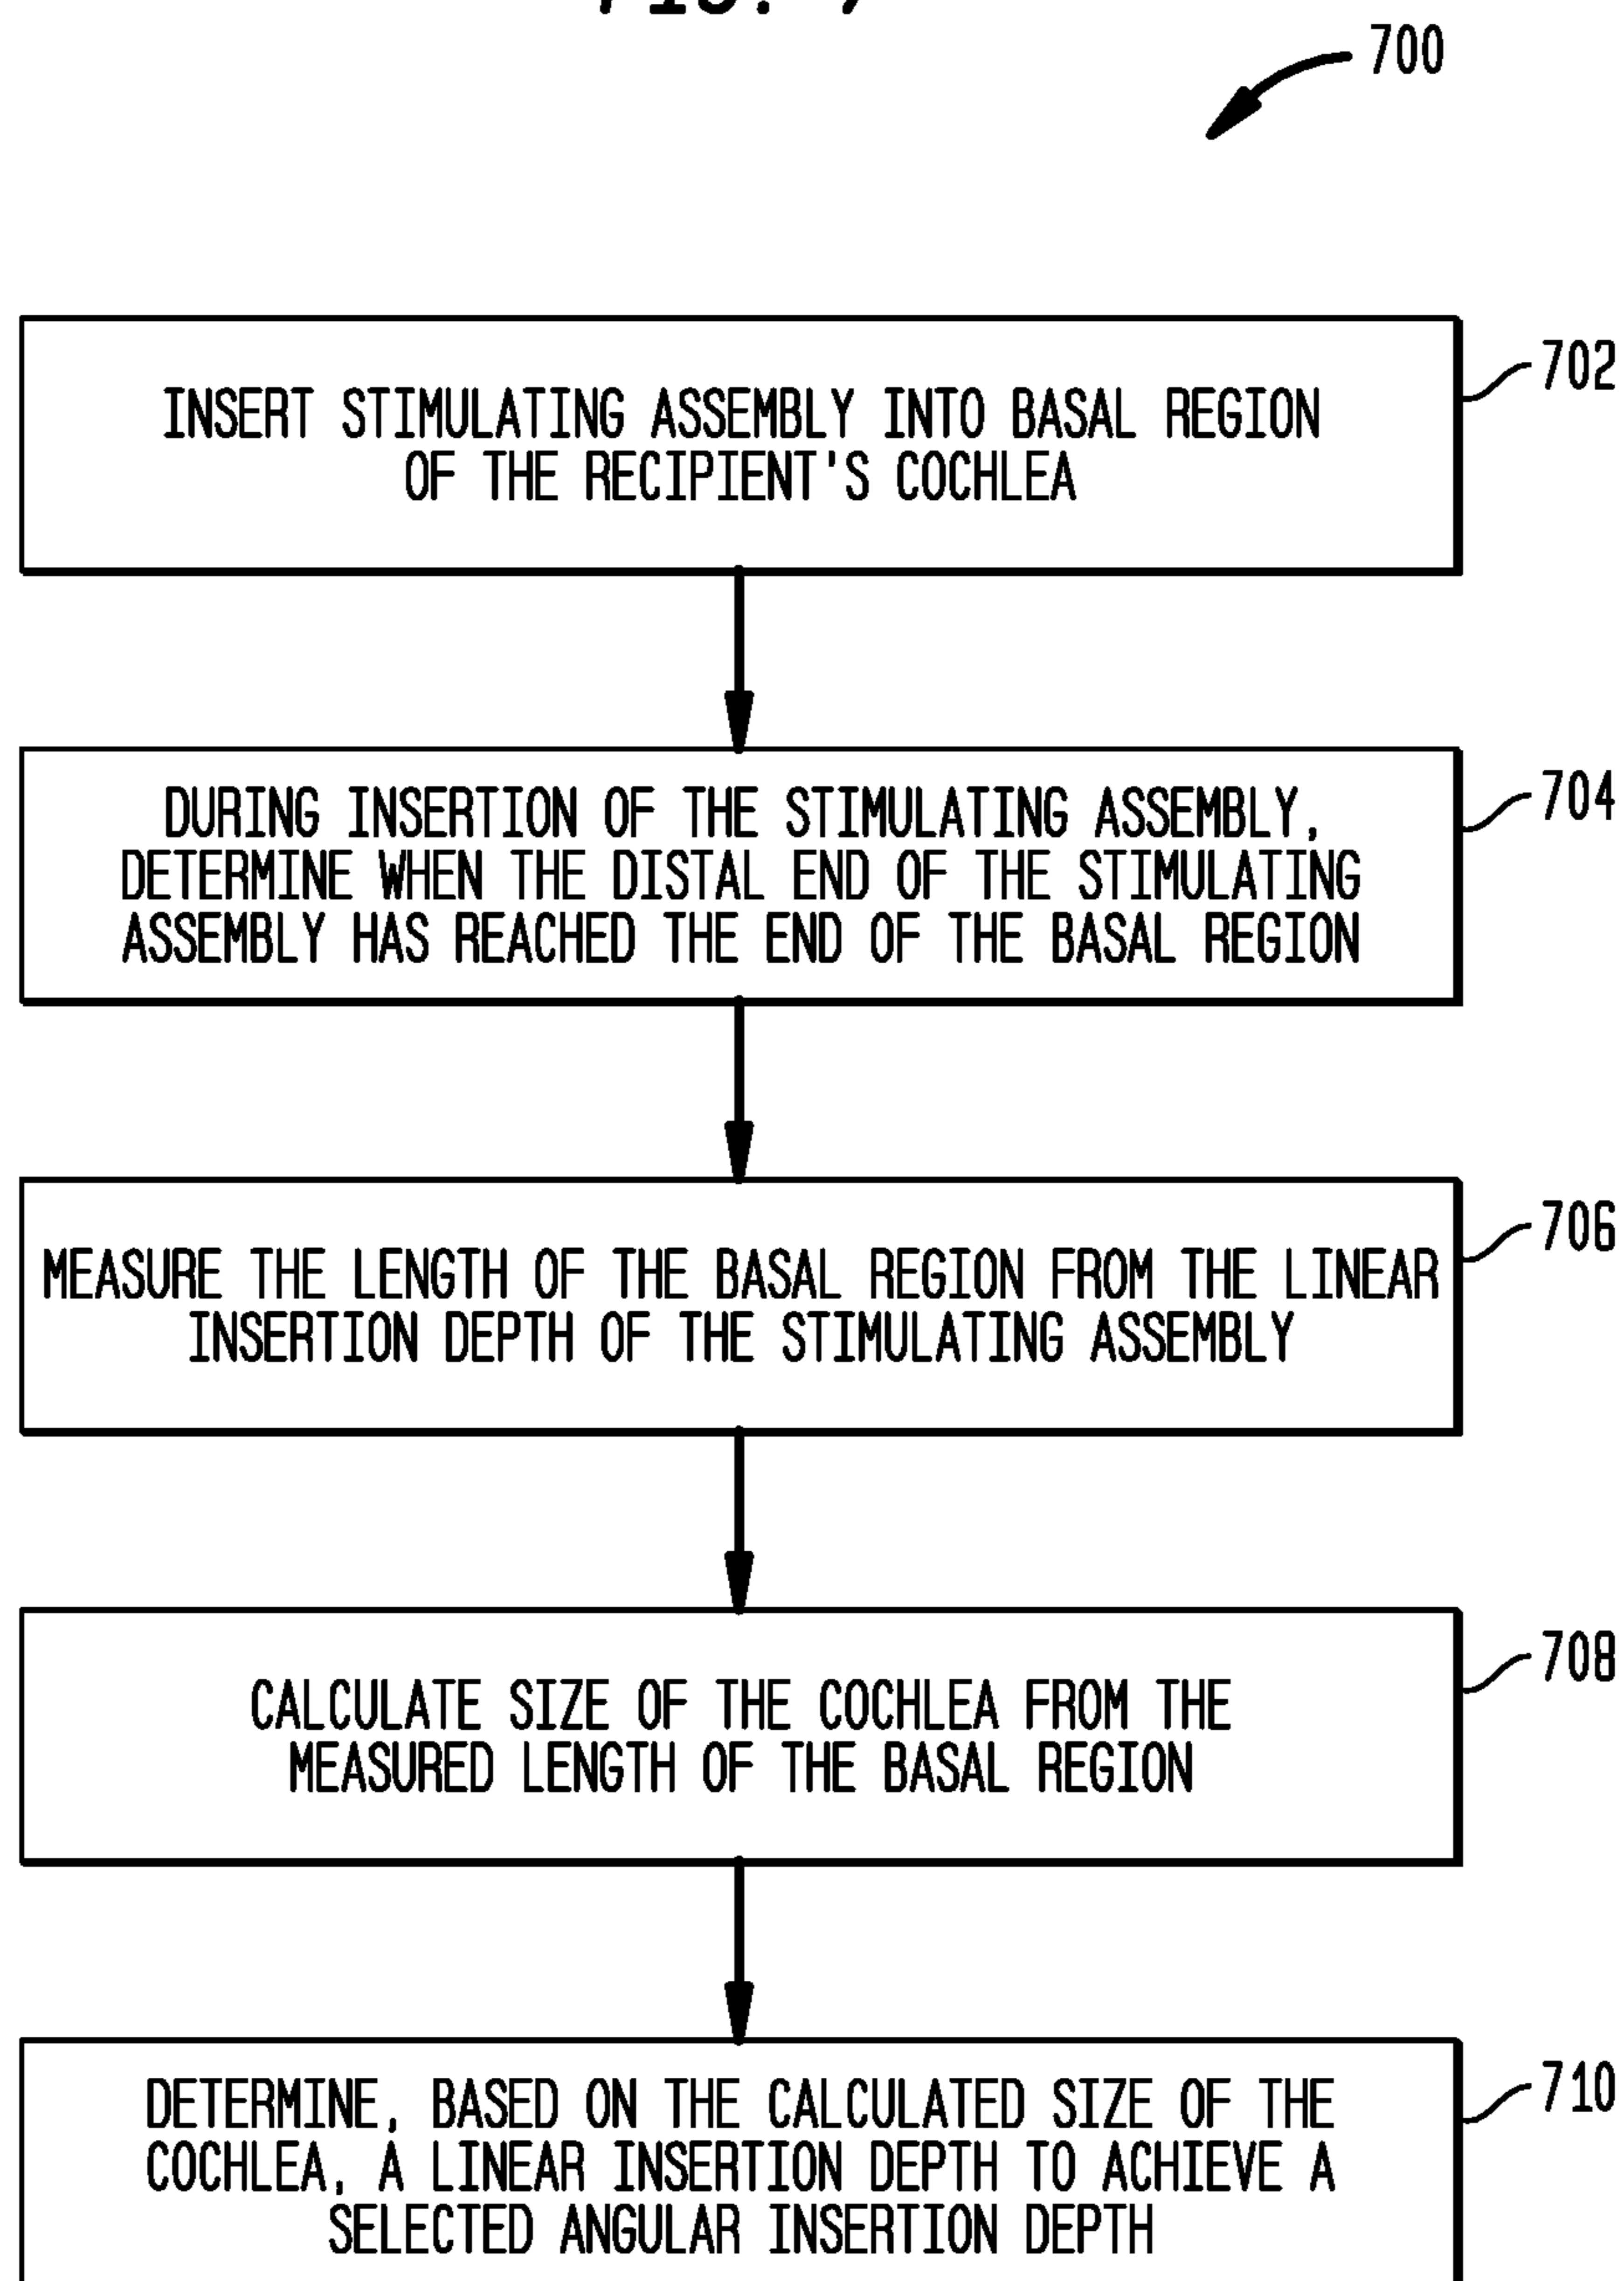 700
INSERT STIMULATING ASSEMBLY INTO BASAL REGION
OF THE RECIPIENT'S COCHLEA
702
DURING INSERTION OF THE STIMULATING ASSEMBLY,
DETERMINE WHEN THE DISTAL END OF THE STIMULATING
ASSEMBLY HAS REACHED THE END OF THE BASAL REGION
704
MEASURE THE LENGTH OF THE BASAL REGION FROM THE LINEAR
INSERTION DEPTH OF THE STIMULATING ASSEMBLY
706
CALCULATE SIZE OF THE COCHLEA FROM THE
MEASURED LENGTH OF THE BASAL REGION
708
DETERMINE, BASED ON THE CALCULATED SIZE OF THE
COCHLEA, A LINEAR INSERTION DEPTH TO ACHIEVE A
SELECTED ANGULAR INSERTION DEPTH
710